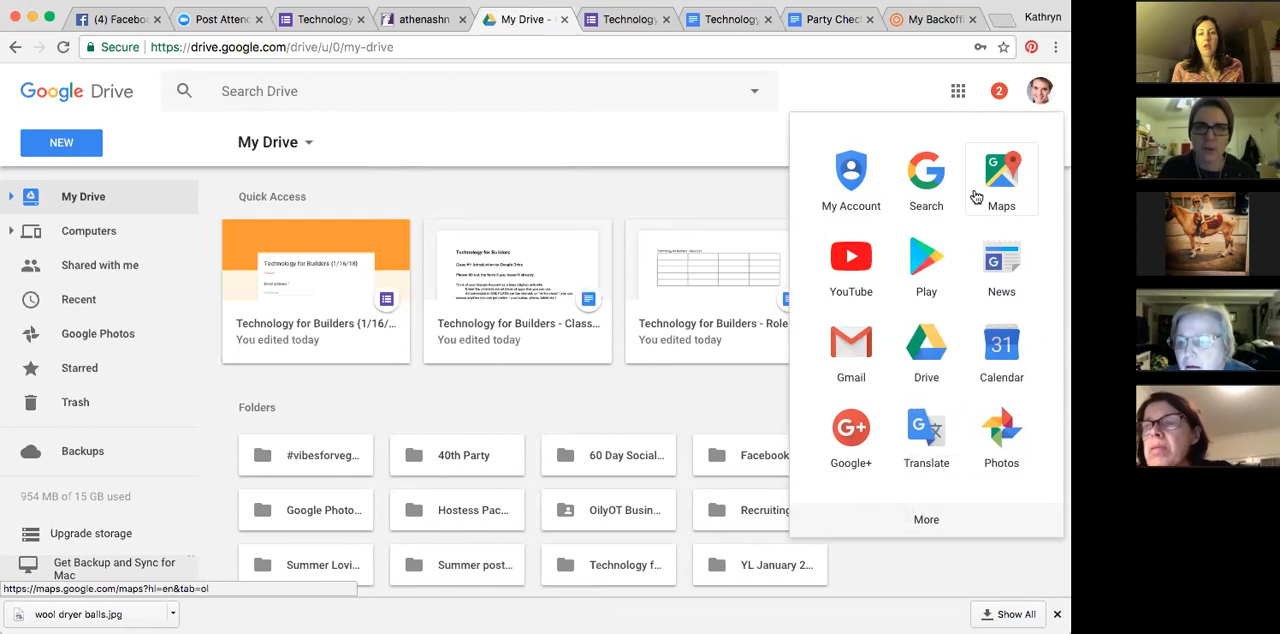 (4) Faceboo
Post Attend
Technology
athenashn
My Drive -
Technology
Technology
Party Chec
My Backoffi
Kathryn
Secure
https://drive.google.com/drive/u/0/my-drive
Google Drive
Search Drive
2
NEW
My Drive
My Drive
Computers
Shared with me
Recent
Google Photos
Starred
Trash
Backups
954 MB of 15 GB used
Upgrade storage
Get Backup and Sync for
Mac
Quick Access
Technology for Builders (1/16/18)
Technology for Builders (1/16/...
You edited today
Technology for Builders
Technology for Builders - Class...
You edited today
Technology for Builders - Role
You edited today
Folders
#vibesforveg...
40th Party
60 Day Social...
Facebook
Google Photo...
Hostess Pac...
OilyOT Busin...
Recruiting
Summer Lovi...
Summer post...
Technology f...
YL January 2...
My Account
Search
Maps
YouTube
Play
News
Gmail
Drive
31
Calendar
Google+
Translate
Photos
More
https://maps.google.com/maps?hl=en&tab=ol
wool dryer balls.jpg
Show All